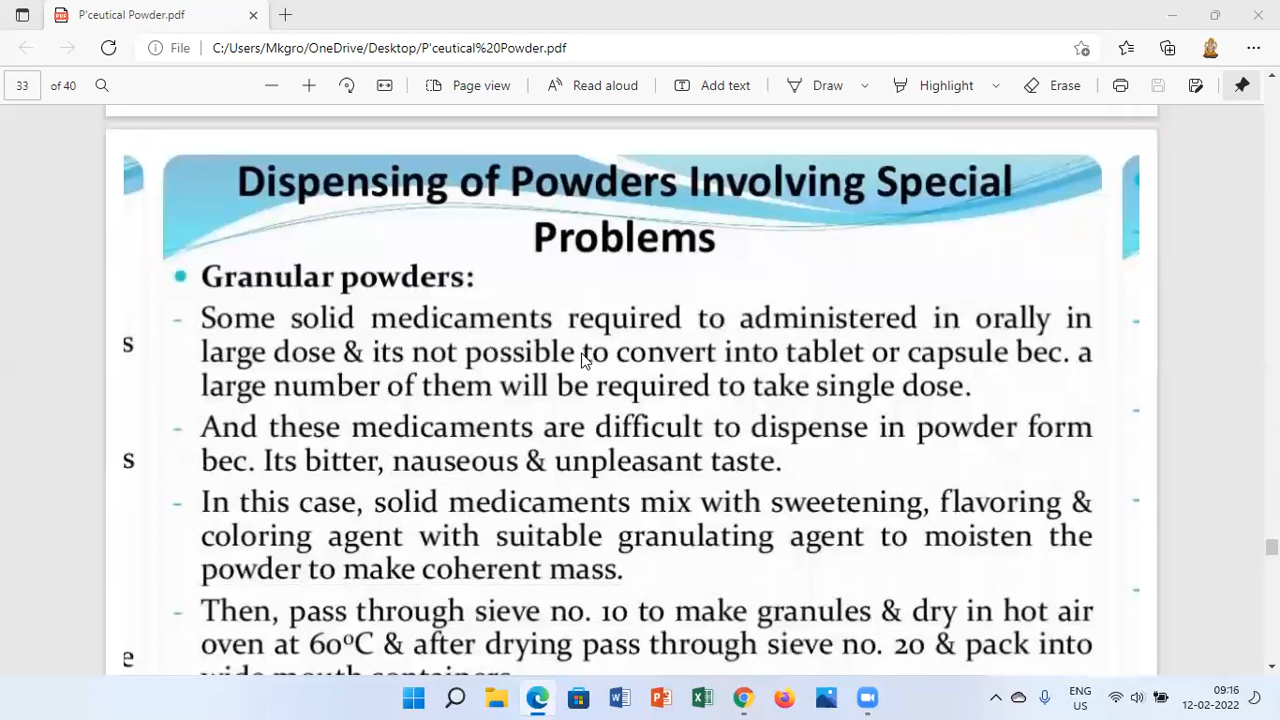 P'ceutical Powder.pdf
File C:/Users/Mkgro/OneDrive/Desktop/P'ceutical%20Powder.pdf
33 of 40 Page view Read aloud Add text Draw Highlight Erase
Dispensing of Powders Involving Special
Problems
Granular powders:
- Some solid medicaments required to administered in orally in
large dose & its not possible to convert into tablet or capsule bec. a
large number of them will be required to take single dose.
- And these medicaments are difficult to dispense in powder form
bec. Its bitter, nauseous & unpleasant taste.
- In this case, solid medicaments mix with sweetening, flavoring &
coloring agent with suitable granulating agent to moisten the
powder to make coherent mass.
- Then, pass through sieve no. 10 to make granules & dry in hot air
oven at 60°C & after drying pass through sieve no. 20 & pack into
wide mouth containers.
s
s
e
ENG
US
09:16
12-02-2022